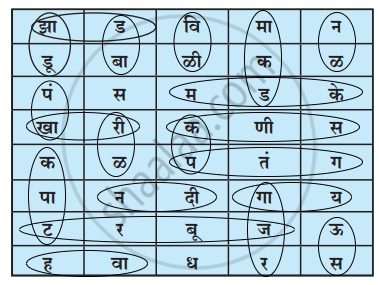 झा ड वि मा न
डू बा ळी क ळ
पं स म ड के
खा री क णी स
क ळ प तं ग
पा न दी गा य
ट र बू ज ऊ
ह वा ध र स
shaalaa.com